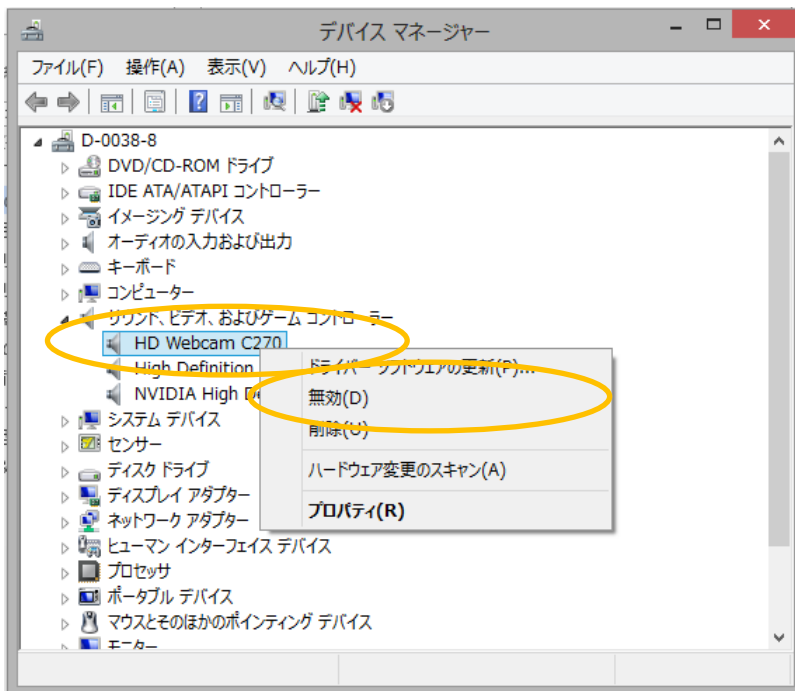 デバイス マネージャー
ファイル(F) 操作(A) 表示(V) ヘルプ(H)
D-0038-8
DVD/CD-ROM ドライブ
IDE ATA/ATAPI コントローラー
イメージング デバイス
オーディオの入力および出力
キーボード
コンピューター
サウンド、ビデオ、およびゲーム コントローラー
HD Webcam C270
High Definition
NVIDIA High De
システム デバイス
センサー
ディスク ドライブ
ディスプレイ アダプター
ネットワーク アダプター
ヒューマン インターフェイス デバイス
プロセッサ
ポータブル デバイス
マウスとそのほかのポインティング デバイス
モニター
ドライバー ソフトウェアの更新(P)...
無効(D)
削除(U)
ハードウェア変更のスキャン(A)
プロパティ(R)